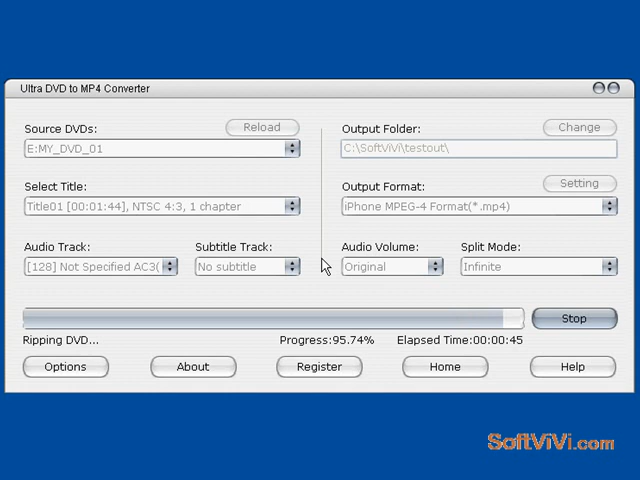 Ultra DVD to MP4 Converter
Source DVDs:
Reload
E:MY_DVD_01
Select Title:
Title01 [00:01:44], NTSC 4:3, 1 chapter
Audio Track:
Subtitle Track:
[128] Not Specified AC3(
No subtitle
Output Folder:
Change
C:\SoftViVi\testout\
Output Format:
Setting
iPhone MPEG-4 Format(*.mp4)
Audio Volume:
Split Mode:
Original
Infinite
Stop
Ripping DVD...
Progress:95.74%
Elapsed Time:00:00:45
Options
About
Register
Home
Help
SoftViVi.com